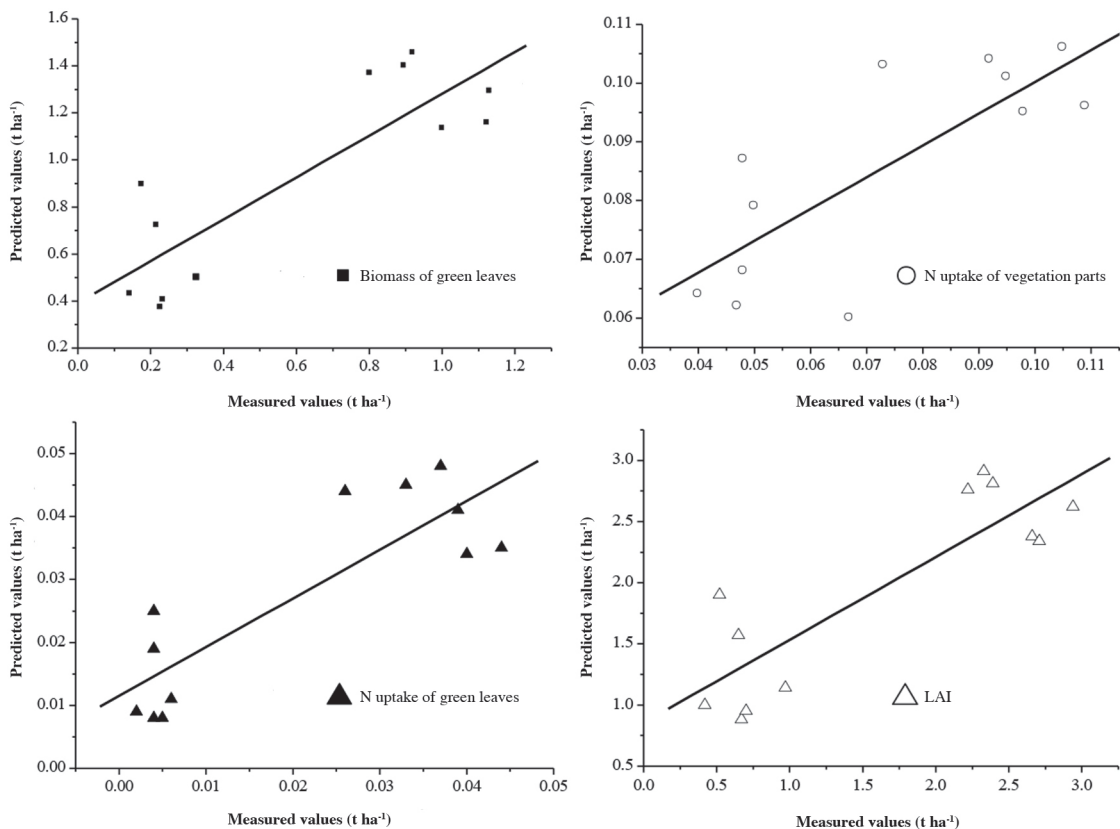 1.6
1.4
1.2
1.0
0.8
0.6
0.4
0.2
Predicted values (t ha-1)
Biomass of green leaves
0.0 0.2 0.4 0.6 0.8 1.0 1.2
Measured values (t ha-1)
0.11
0.10
0.09
0.08
0.07
0.06
Predicted values (t ha-1)
N uptake of vegetation parts
0.03 0.04 0.05 0.06 0.07 0.08 0.09 0.10 0.11
Measured values (t ha-1)
0.05
0.04
0.03
0.02
0.01
0.00
Predicted values (t ha-1)
N uptake of green leaves
0.00 0.01 0.02 0.03 0.04 0.05
Measured values (t ha-1)
3.0
2.5
2.0
1.5
1.0
0.5
Predicted values (t ha-1)
LAI
0.0 0.5 1.0 1.5 2.0 2.5 3.0
Measured values (t ha-1)